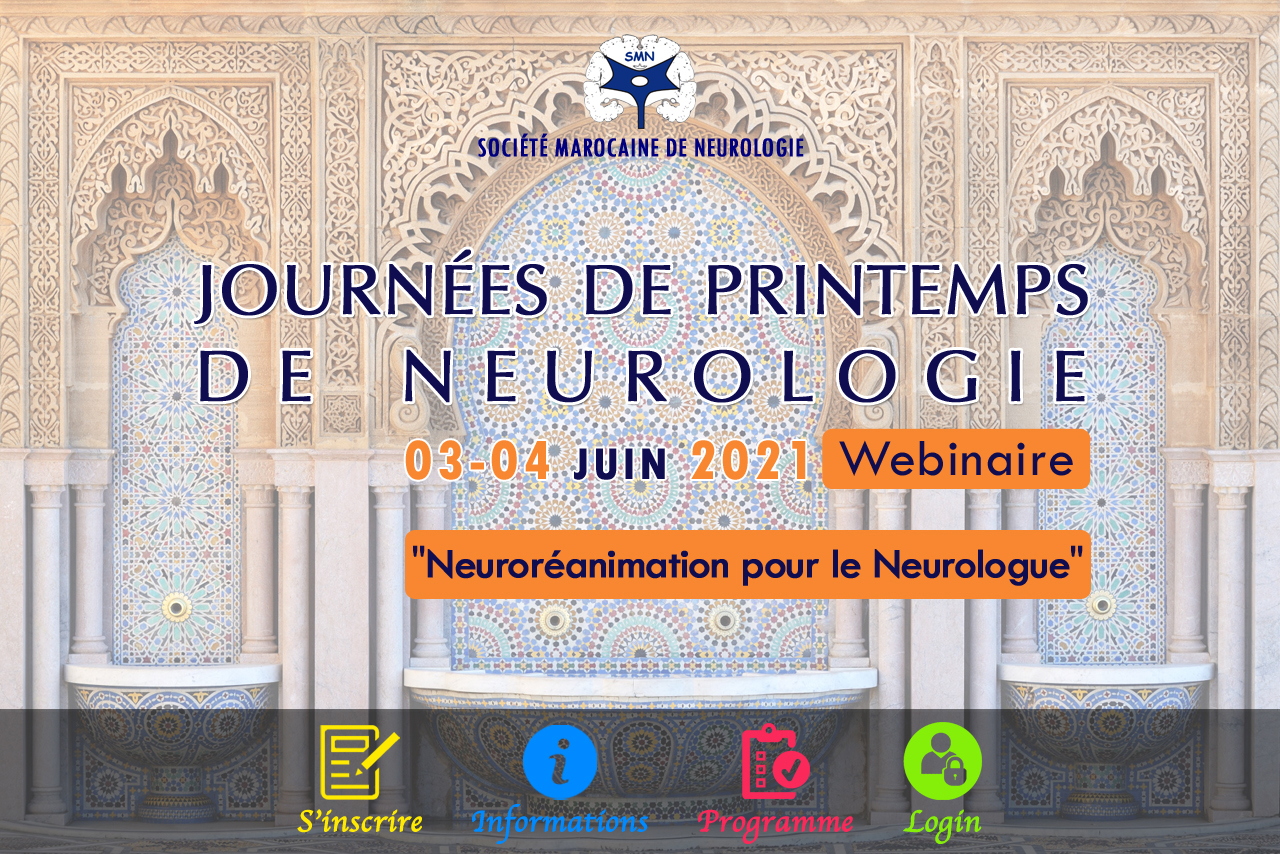 SMN
SOCIÉTÉ MAROCAINE DE NEUROLOGIE
JOURNÉES DE PRINTEMPS
DE NEUROLOGIE
03-04 JUIN 2021 Webinaire
"Neuroréanimation pour le Neurologue"
S'inscrire Informations Programme Login